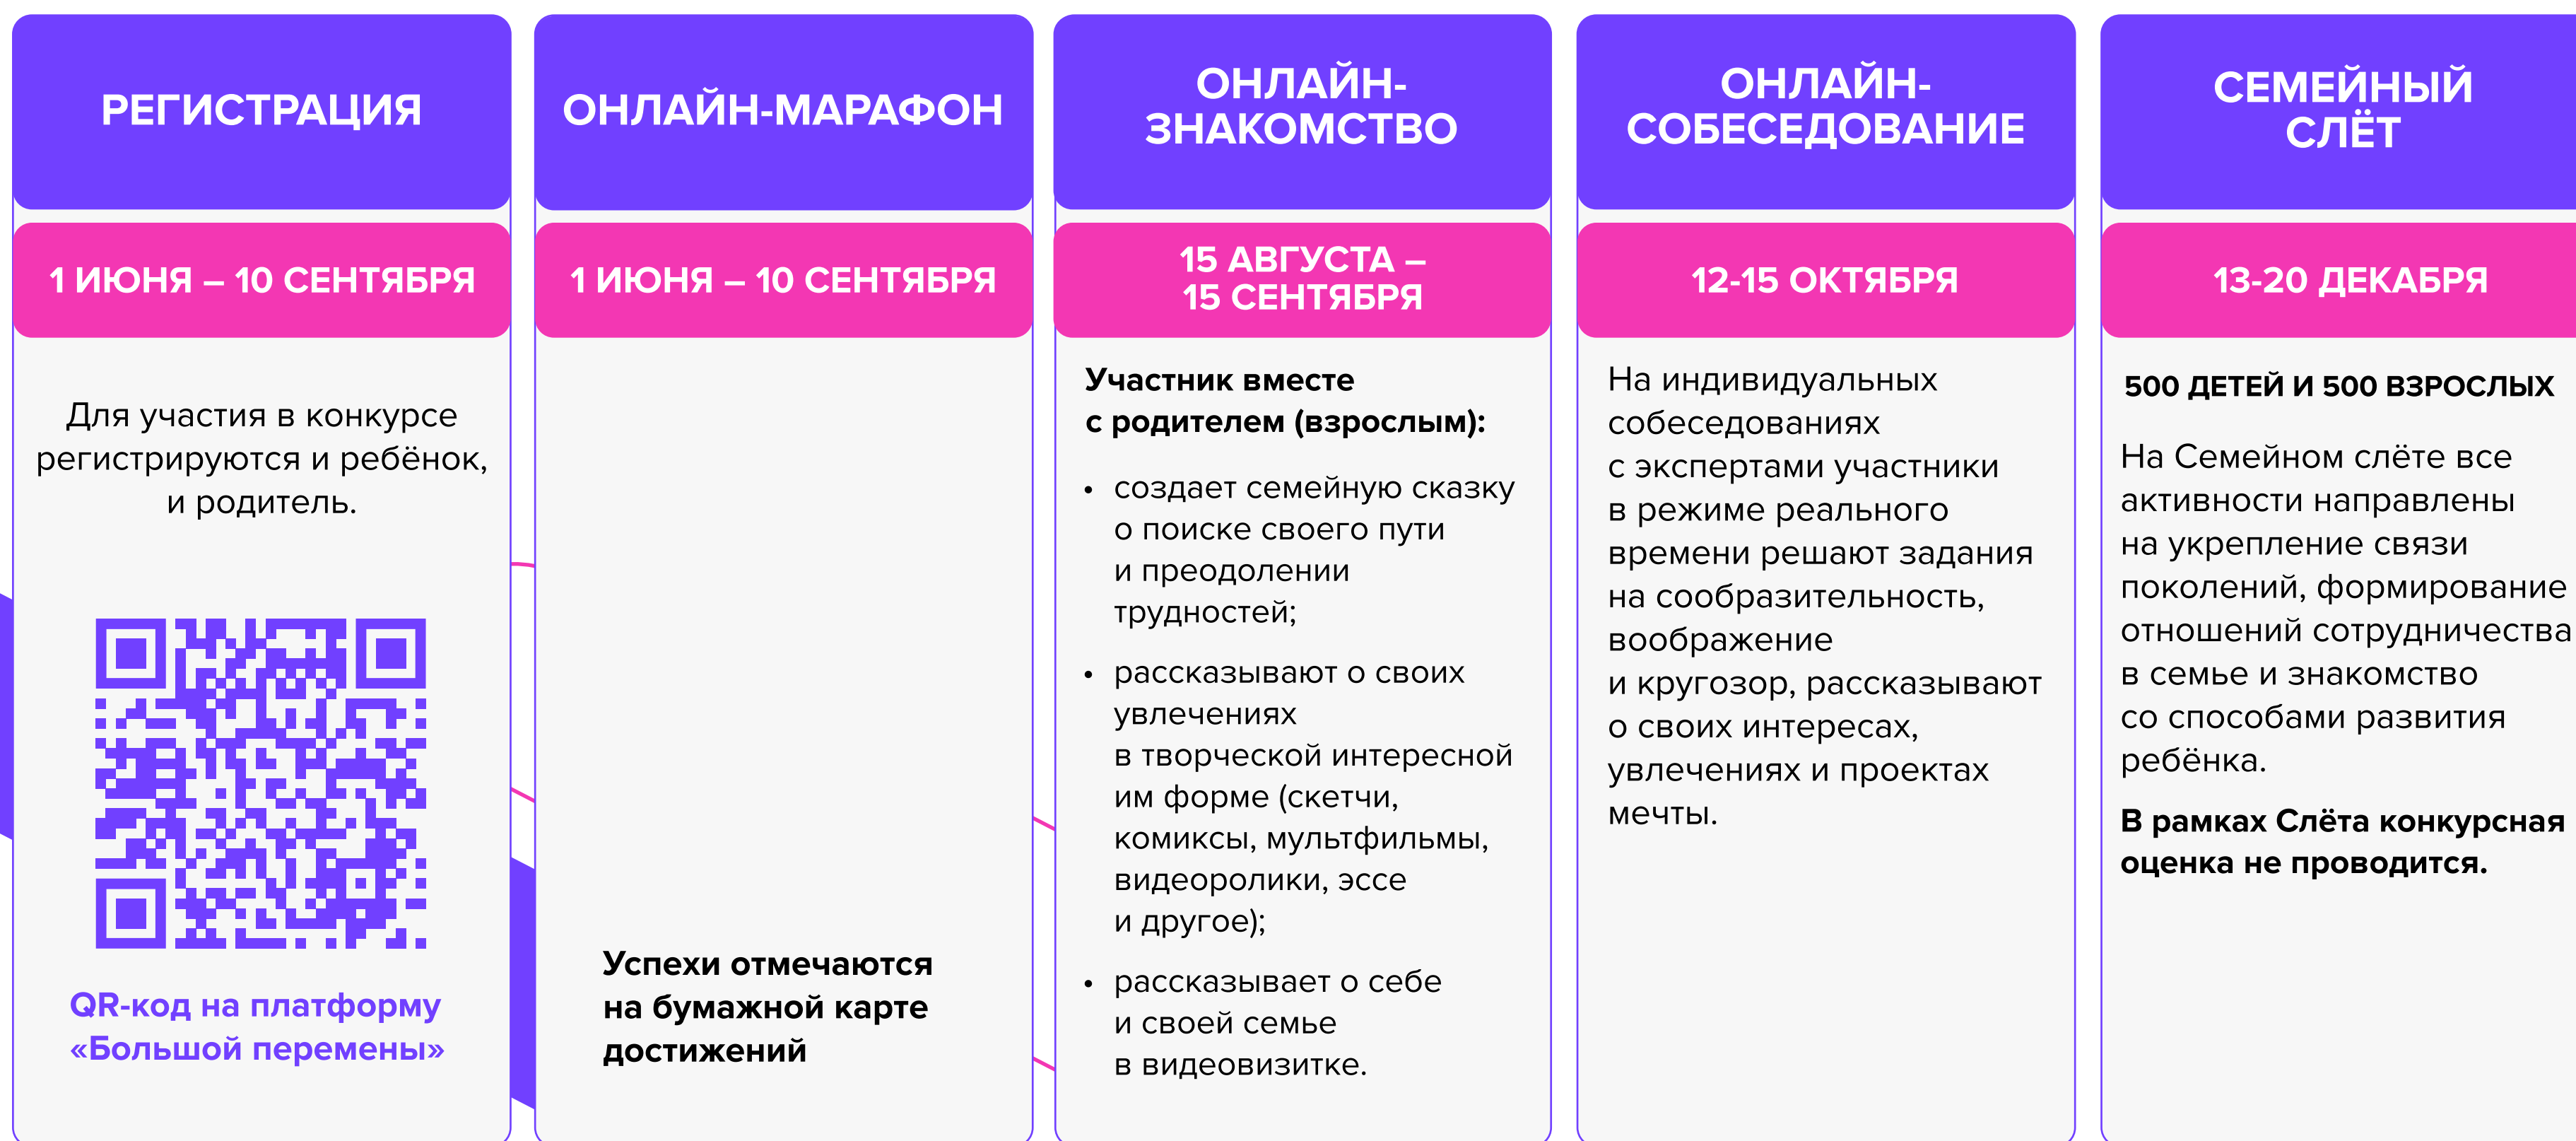 РЕГИСТРАЦИЯ
1 ИЮНЯ – 10 СЕНТЯБРЯ
Для участия в конкурсе
регистрируются и ребёнок,
и родитель.
QR-код на платформу
«Большой перемены»
ОНЛАЙН-МАРАФОН
1 ИЮНЯ – 10 СЕНТЯБРЯ
Успехи отмечаются
на бумажной карте
достижений
ОНЛАЙН-
ЗНАКОМСТВО
15 АВГУСТА –
15 СЕНТЯБРЯ
Участник вместе
с родителем (взрослым):
• создает семейную сказку
о поиске своего пути
и преодолении
трудностей;
• рассказывают о своих
увлечениях
в творческой интересной
им форме (скетчи,
комиксы, мультфильмы,
видеоролики, эссе
и другое);
• рассказывает о себе
и своей семье
в видеовизитке.
ОНЛАЙН-
СОБЕСЕДОВАНИЕ
12-15 ОКТЯБРЯ
На индивидуальных
собеседованиях
с экспертами участники
в режиме реального
времени решают задания
на сообразительность,
воображение
и кругозор, рассказывают
о своих интересах,
увлечениях и проектах
мечты.
СЕМЕЙНЫЙ
СЛЁТ
13-20 ДЕКАБРЯ
500 ДЕТЕЙ И 500 ВЗРОСЛЫХ
На Семейном слёте все
активности направлены
на укрепление связи
поколений, формирование
отношений сотрудничества
в семье и знакомство
со способами развития
ребёнка.
В рамках Слёта конкурсная
оценка не проводится.